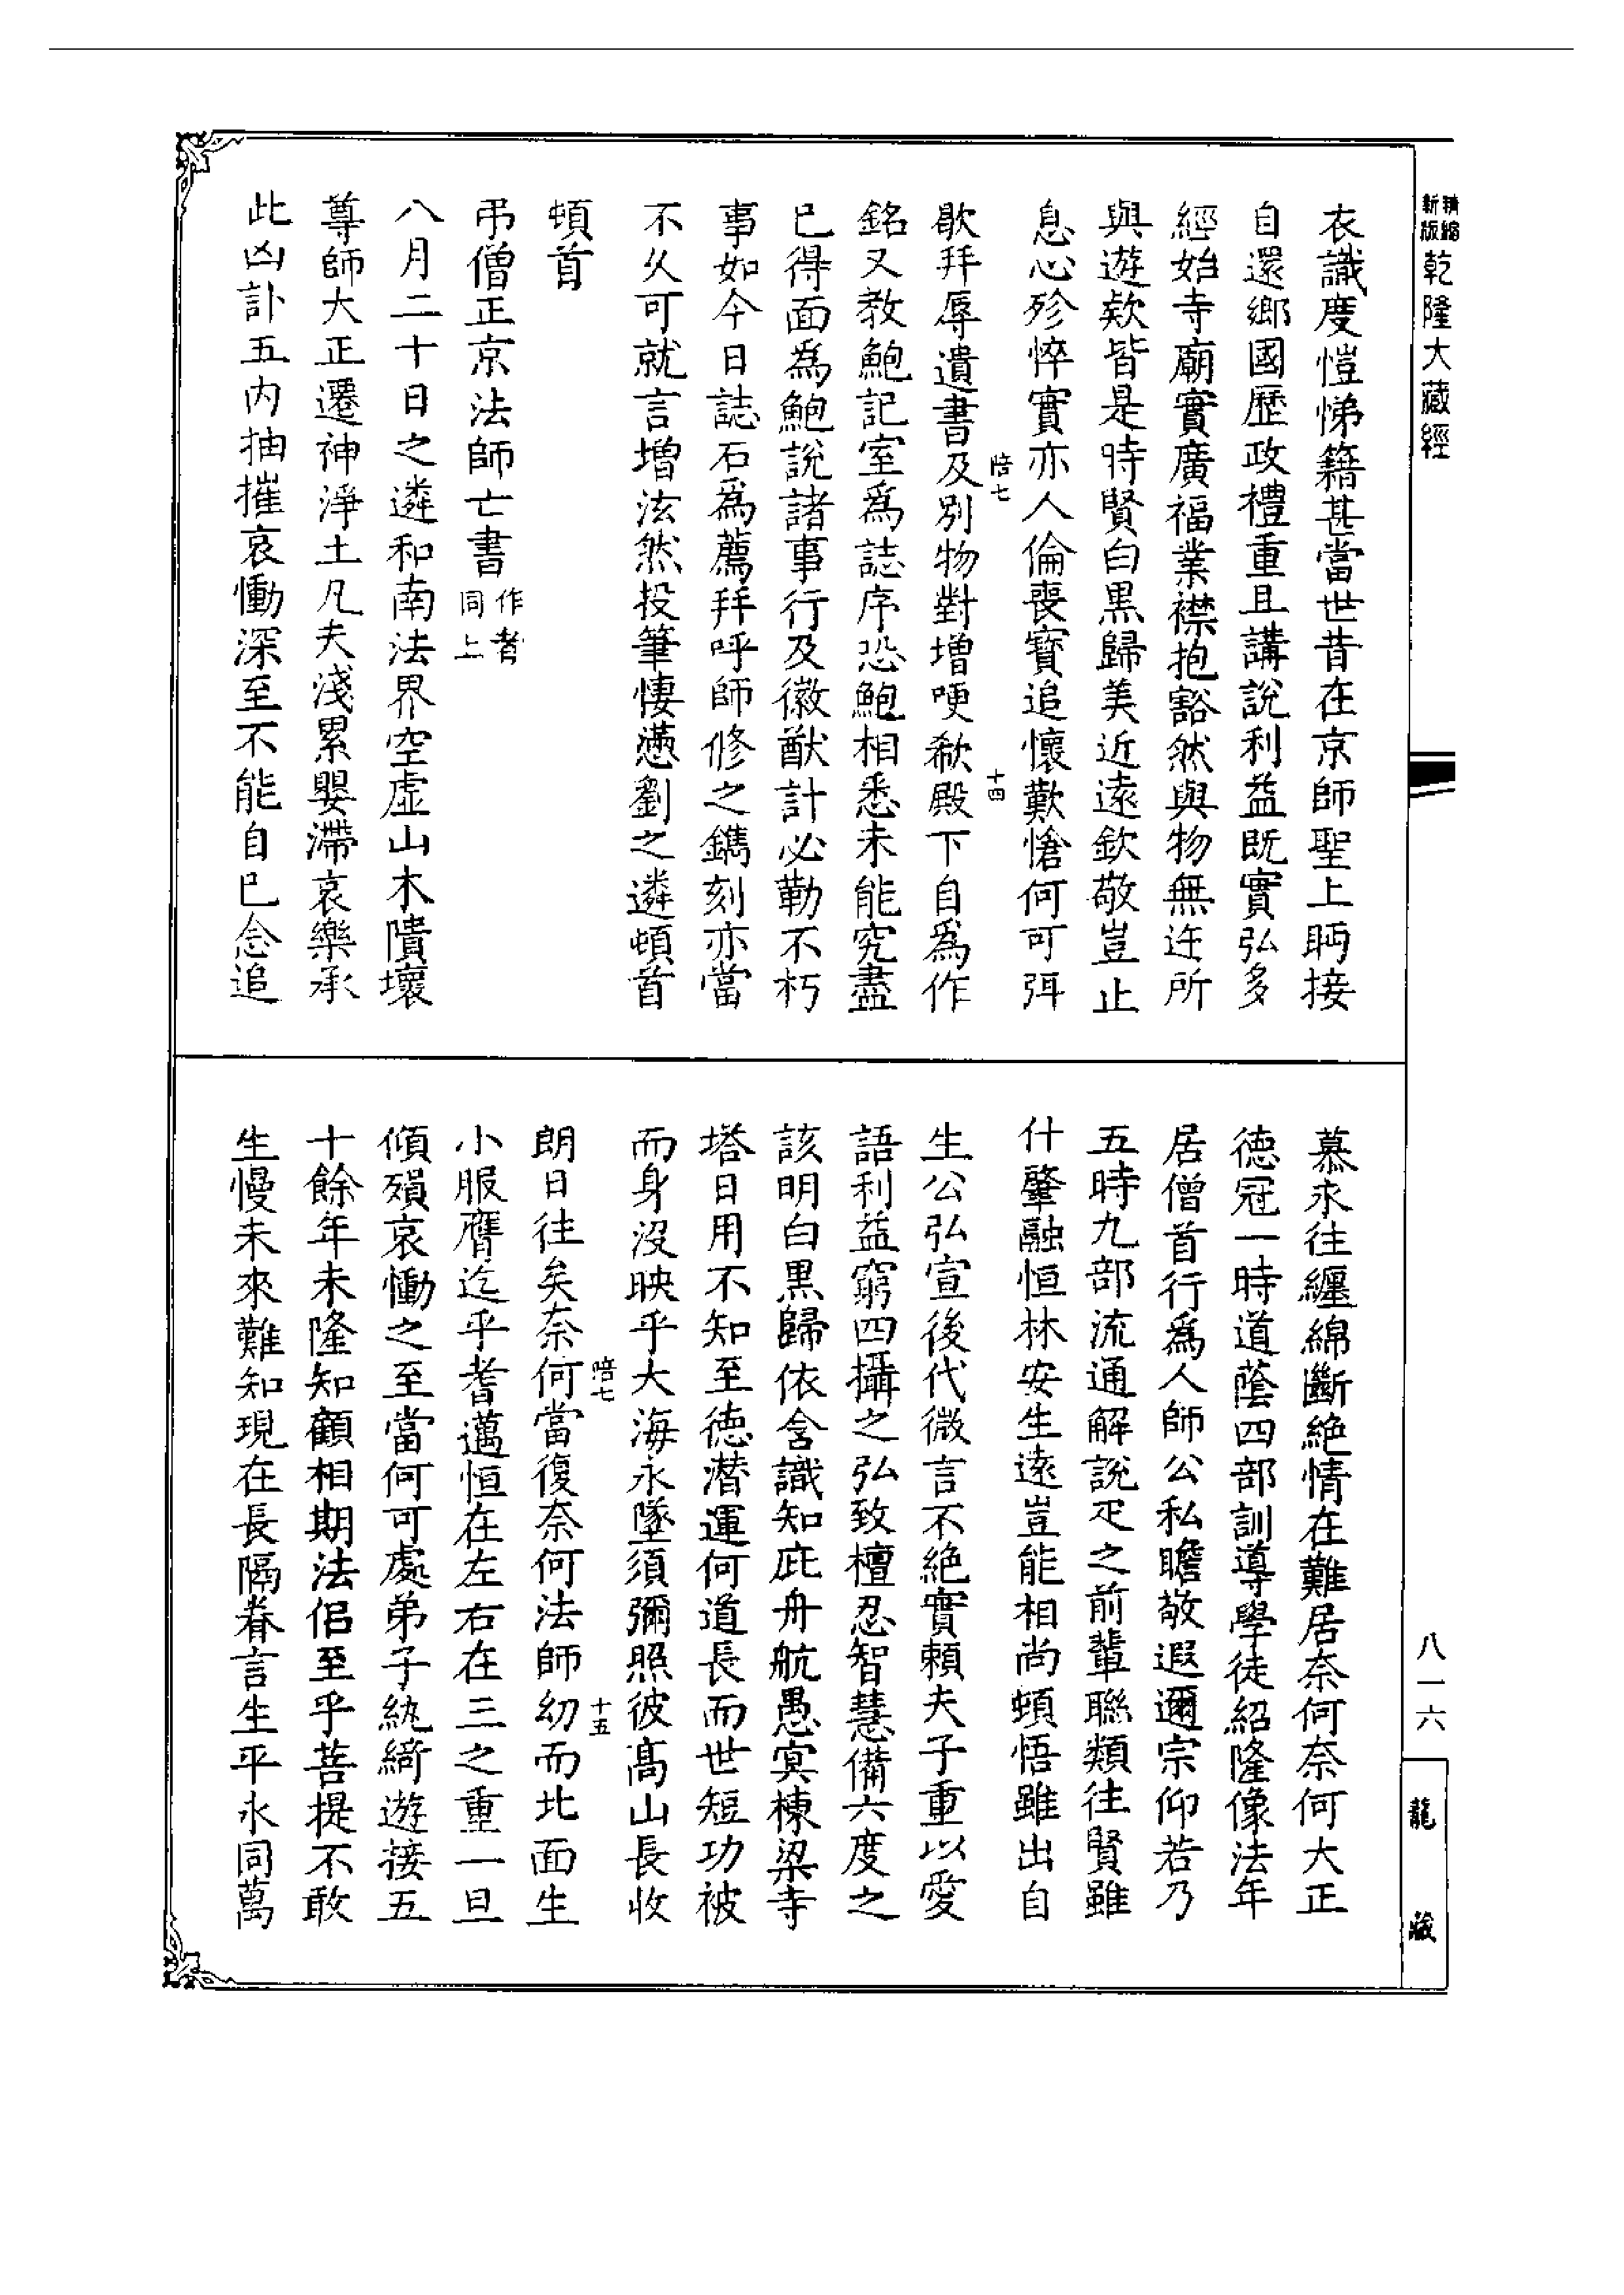 精縮新版乾隆大藏經
衣識度愷悌籍甚當世昔在京師聖上眄接
自還鄉國歷政禮重且講說利益既實弘多
經始寺廟實廣福業襟抱豁然與物無迕所
與遊欵皆是時賢白黑歸美近遠欽敬豈止
息心殄悴實亦人倫喪寶追懷歎愴何可弭
陪七
十四
歇拜辱遺書及別物對增哽欷殿下自爲作
銘又教鮑記室爲誌序恐鮑相悉未能究盡
已得面爲鮑說諸事行及徽猷計必勒不朽
事如今日誌石爲薦拜呼師修之鐫刻亦當
不久可就言增泫然投筆悽懣劉之遴頓首
頓首
弔僧正京法師亡書作者同上
八月二十日之遴和南法界空虛山木隤壞
尊師大正遷神淨土凡夫淺累嬰滯哀樂承
此凶訃五內抽摧哀慟深至不能自已念追
慕永往纏綿斷絶情在難居奈何奈何大正
德冠一時道蔭四部訓導學徒紹隆像法年
居僧首行爲人師公私瞻敬遐邇宗仰若乃
五時九部流通解說疋之前輩聯類往賢雖
什肇融恒林安生遠豈能相尚頓悟雖出自
生公弘宣後代微言不絶實頼夫子重以愛
語利益窮四攝之弘致檀忍智慧備六度之
該明白黑歸依含識知庇舟航愚冥棟梁寺
塔日用不知至德潛運何道長而世短功被
而身沒映乎大海永墜須彌照彼高山長收
陪七
十五
朗日往矣奈何當復奈何法師幼而北面生
小服膺迄乎耆邁恒在左右在三之重一旦
傾殞哀慟之至當何可處弟子紈綺遊接五
十餘年未隆知顧相期法侶至乎菩提不敢
生慢未來難知現在長隔眷言生平永同萬
八一六
龍藏